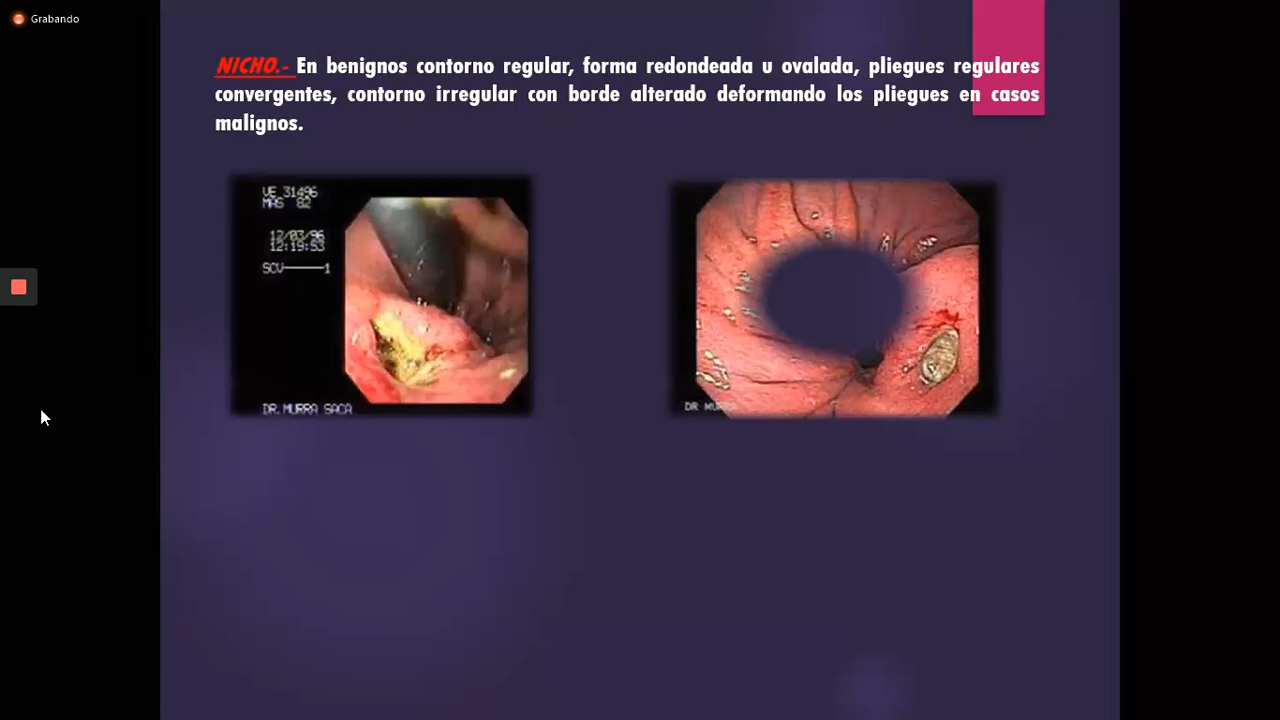 Grabando
NICHO.- En benignos contorno regular, forma redondeada u ovalada, pliegues regulares
convergentes, contorno irregular con borde alterado deformando los pliegues en casos
malignos.
VE 31496
MAS 82
12/03/96
12:19:53
SCV 1
DR. MURRA SACA
DR MURRA